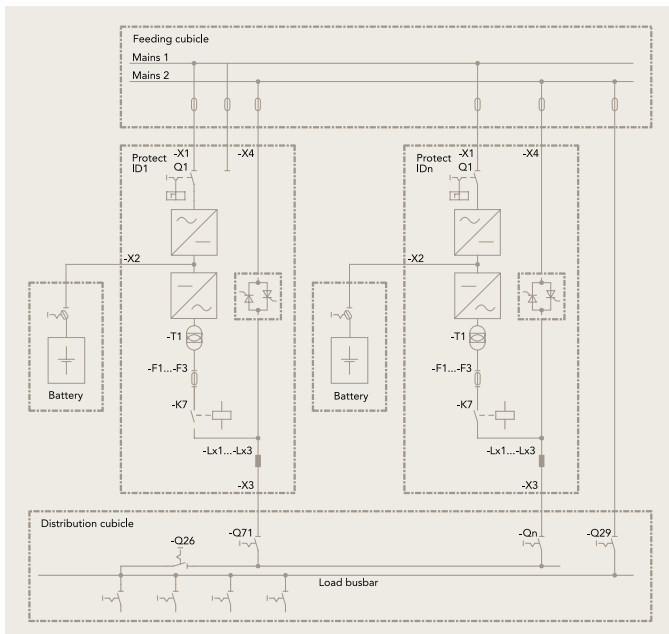 Feeding cubicle
Mains 1
Mains 2
Protect
ID1
-X1
-X4
Q1
-X2
Battery
-T1
-F1...-F3
-K7
-Lx1...-Lx3
-X3
Protect
IDn
-X1
-X4
Q1
-X2
Battery
-T1
-F1...-F3
-K7
-Lx1...-Lx3
-X3
Distribution cubicle
-Q26
-Q71
-Qn
-Q29
Load busbar